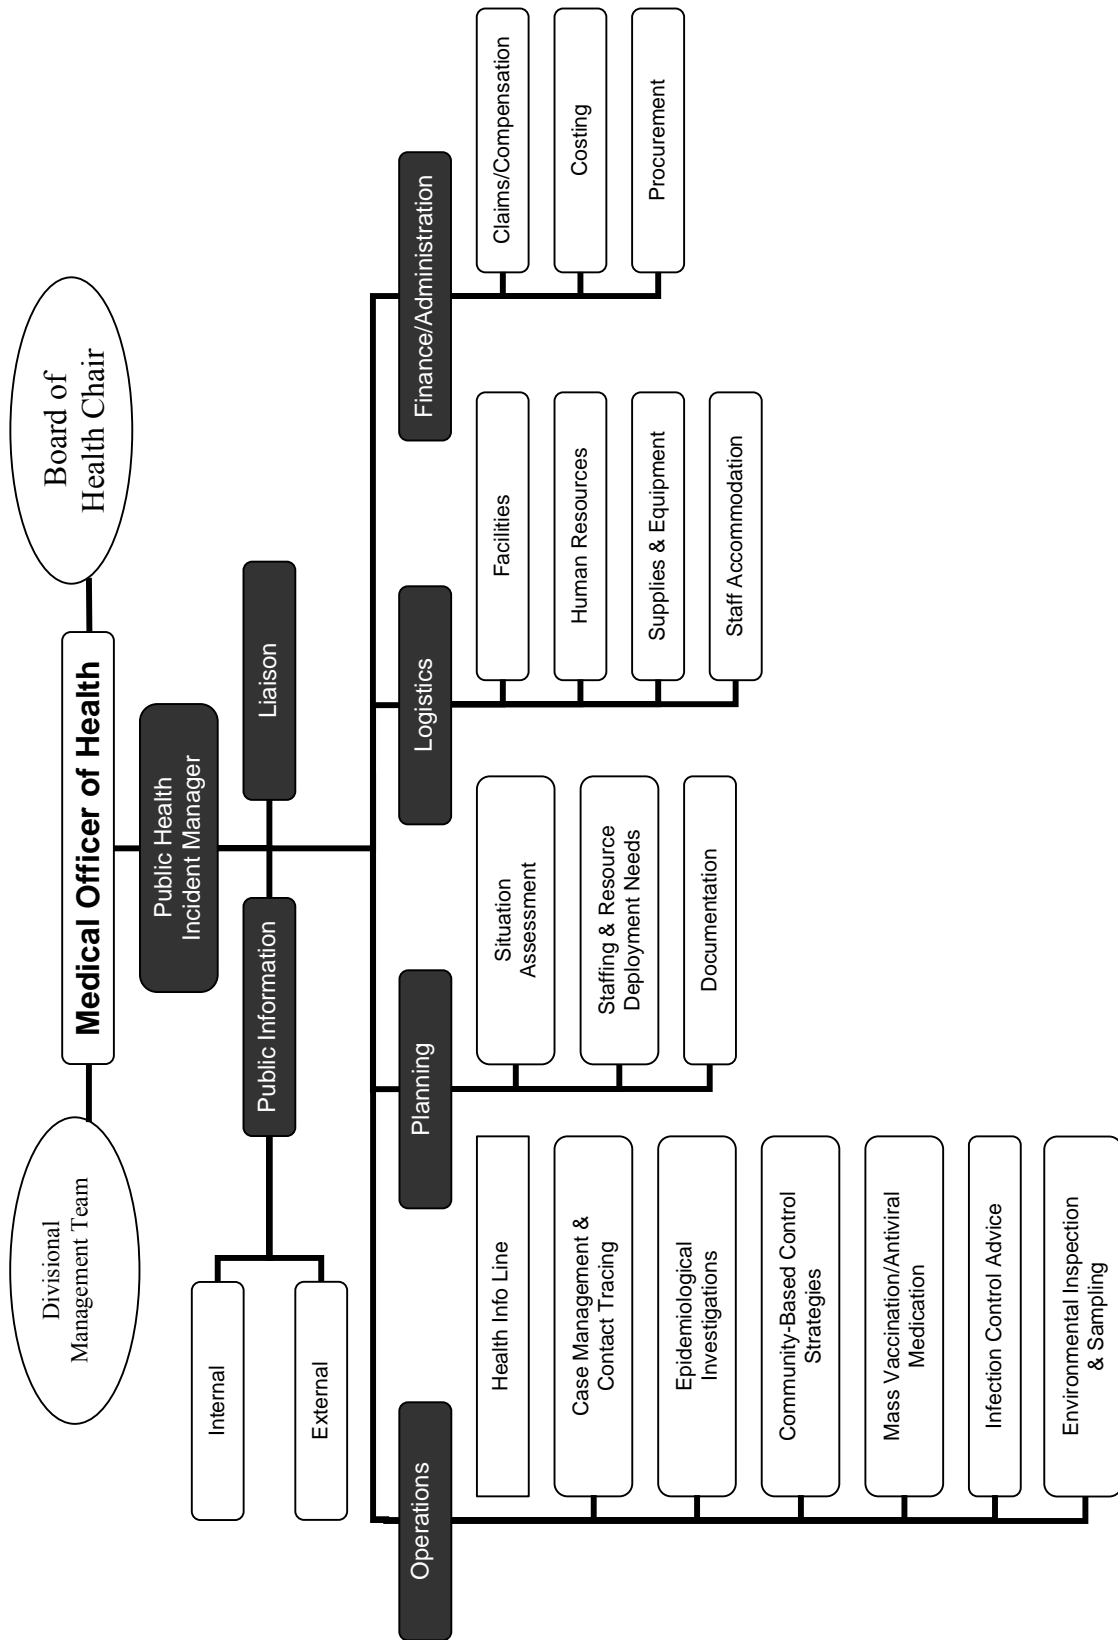 Board of
Health Chair
Medical Officer of Health
Divisional
Management Team
Public Health
Incident Manager
Liaison
Public Information
Internal
External
Operations
Health Info Line
Case Management &
Contact Tracing
Epidemiological
Investigations
Community-Based Control
Strategies
Mass Vaccination/Antiviral
Medication
Infection Control Advice
Environmental Inspection
& Sampling
Planning
Situation
Assessment
Staffing & Resource
Deployment Needs
Documentation
Logistics
Facilities
Human Resources
Supplies & Equipment
Staff Accommodation
Finance/Administration
Claims/Compensation
Costing
Procurement